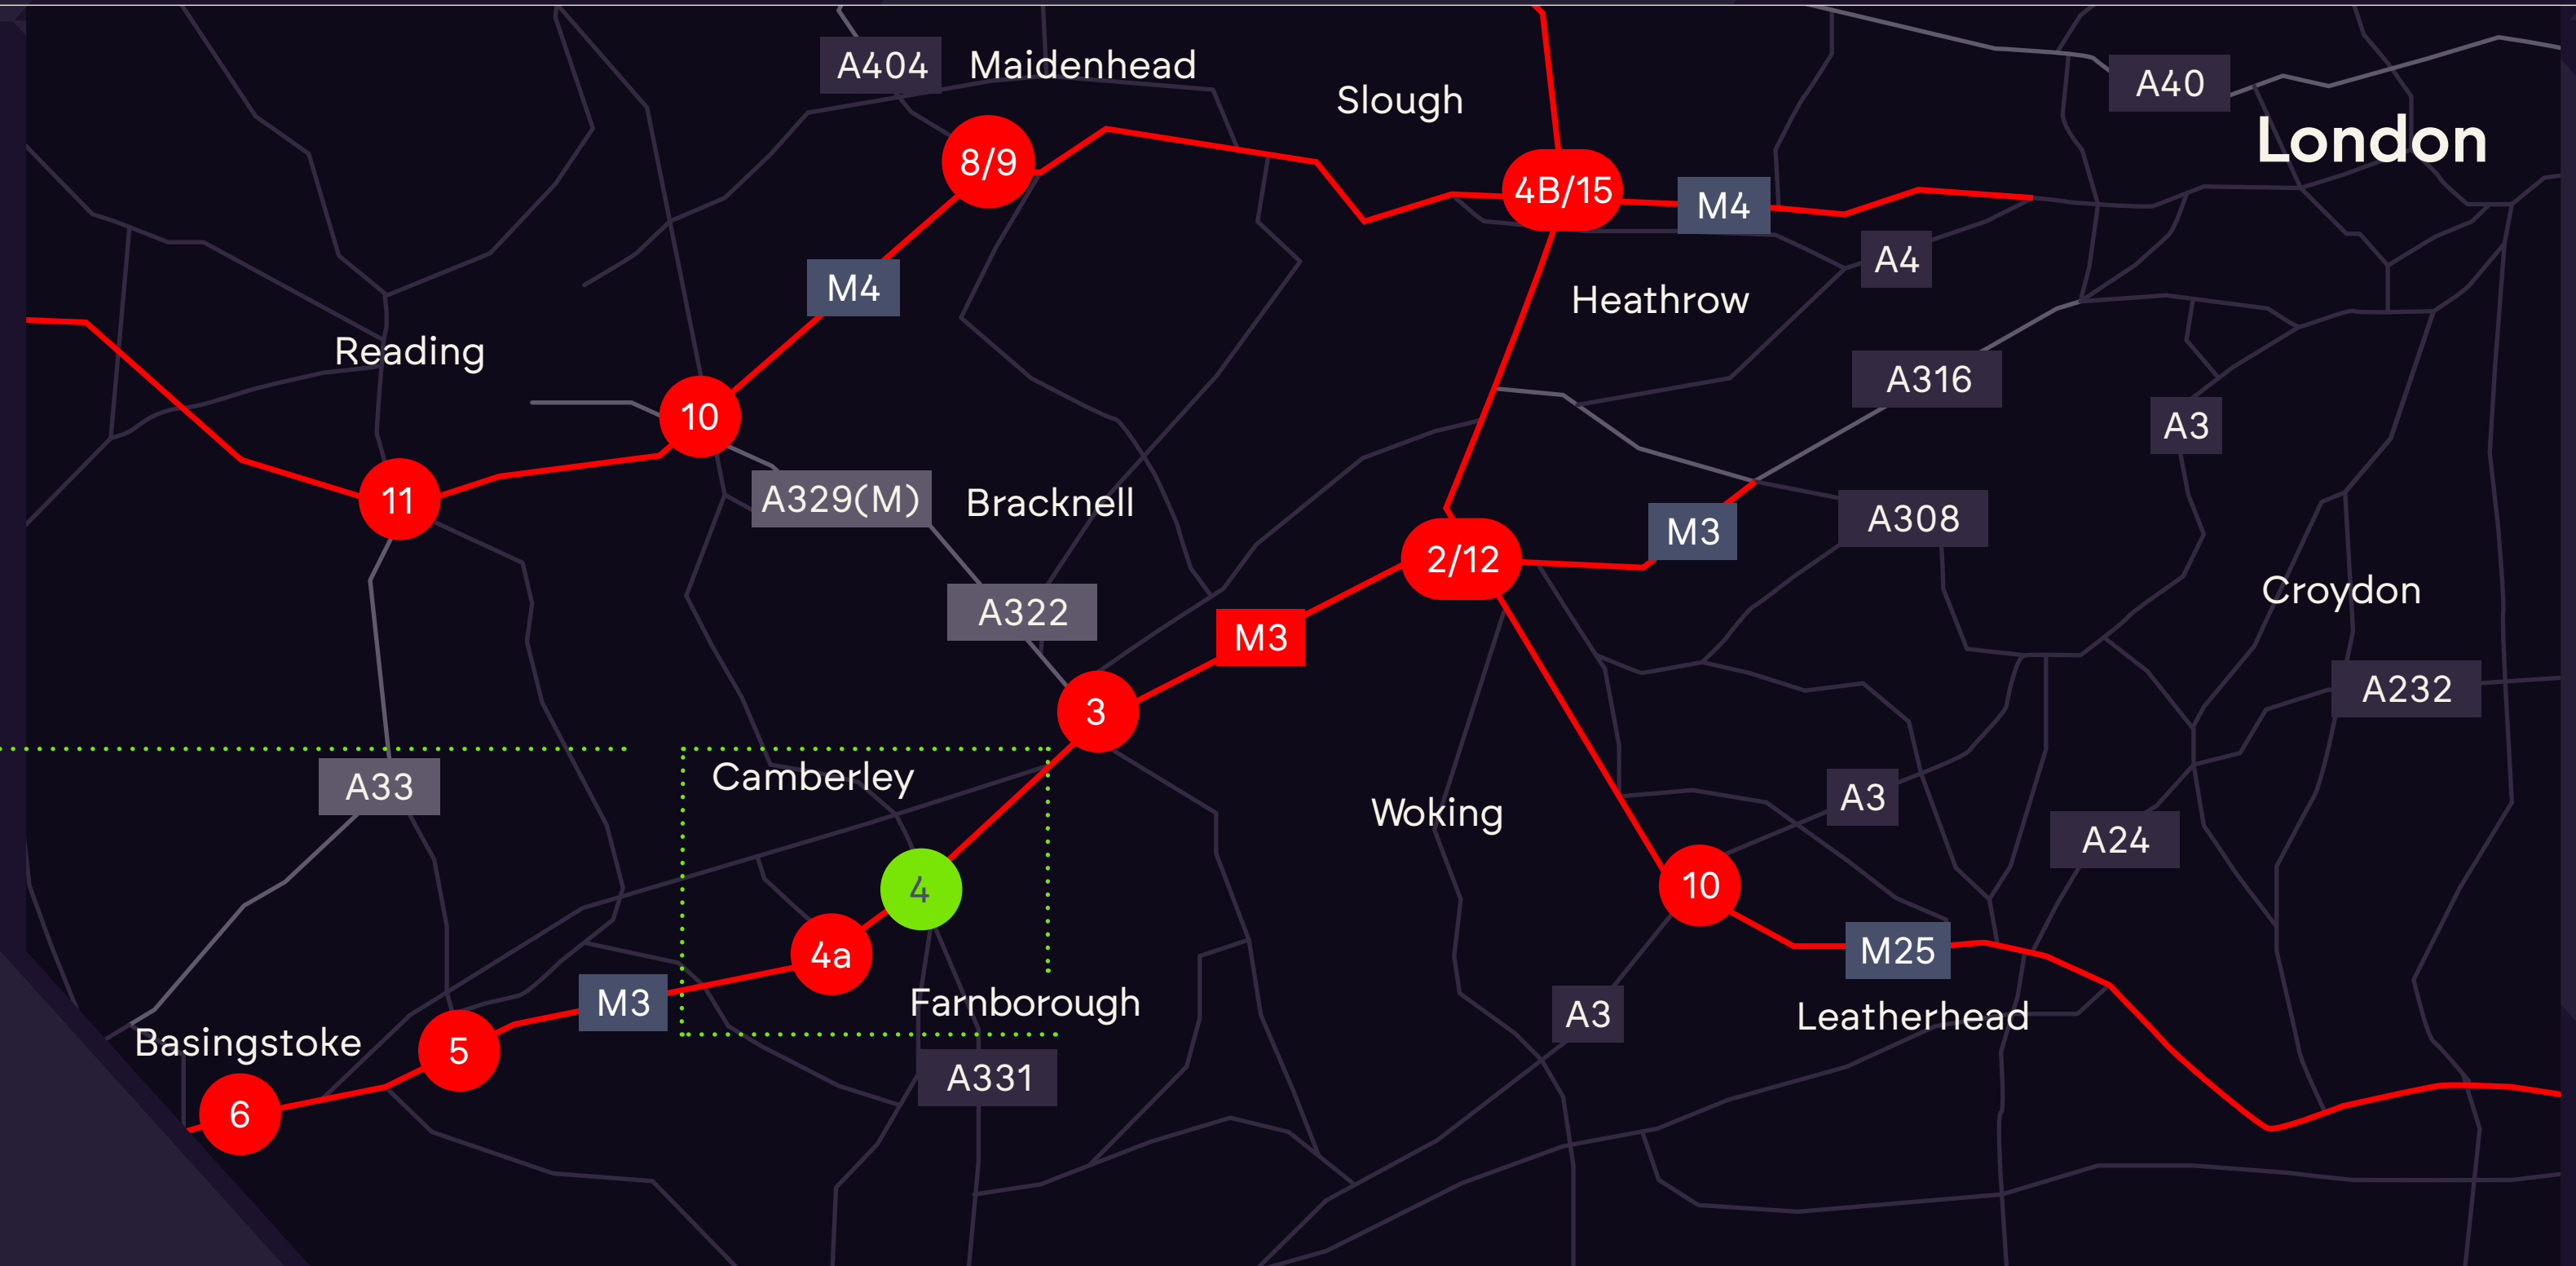 A404
Maidenhead
Slough
A40
London
8/9
4B/15
M4
A4
M4
Heathrow
Reading
A316
10
A3
11
A329(M)
Bracknell
A308
M3
2/12
Croydon
A322
M3
A232
3
Camberley
A33
A3
Woking
A24
4
10
4a
M25
M3
Farnborough
A3
Leatherhead
Basingstoke
5
A331
6